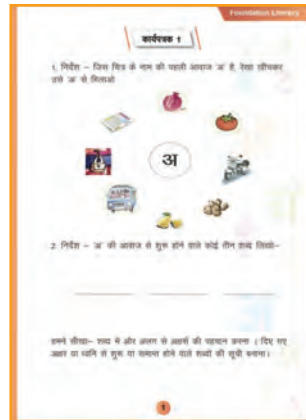 Foundation Literacy
कार्यपत्रक 1
1. निर्देश – जिस चित्र के नाम की पहली आवाज 'अ' है, रेखा खींचकर
उसे 'अ' से मिलाओ
अ
2. निर्देश – 'अ' की आवाज से शुरू होने वाले कोई तीन शब्द लिखो–
हमने सीखा– शब्द में और अलग से अक्षरों की पहचान करना । दिए गए
अक्षर या ध्वनि से शुरू या समाप्त होने वाले शब्दों की सूची बनाना।
1